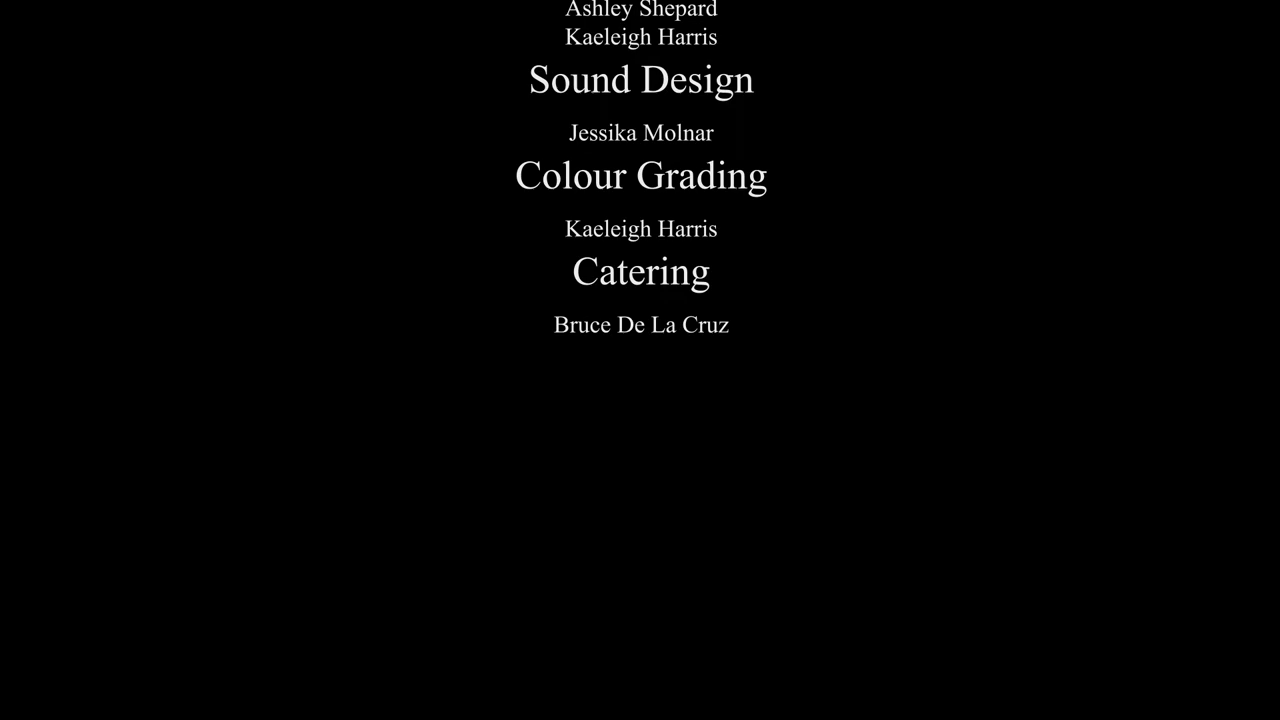 Ashley Shepard
Kaeleigh Harris
Sound Design
Jessika Molnar
Colour Grading
Kaeleigh Harris
Catering
Bruce De La Cruz